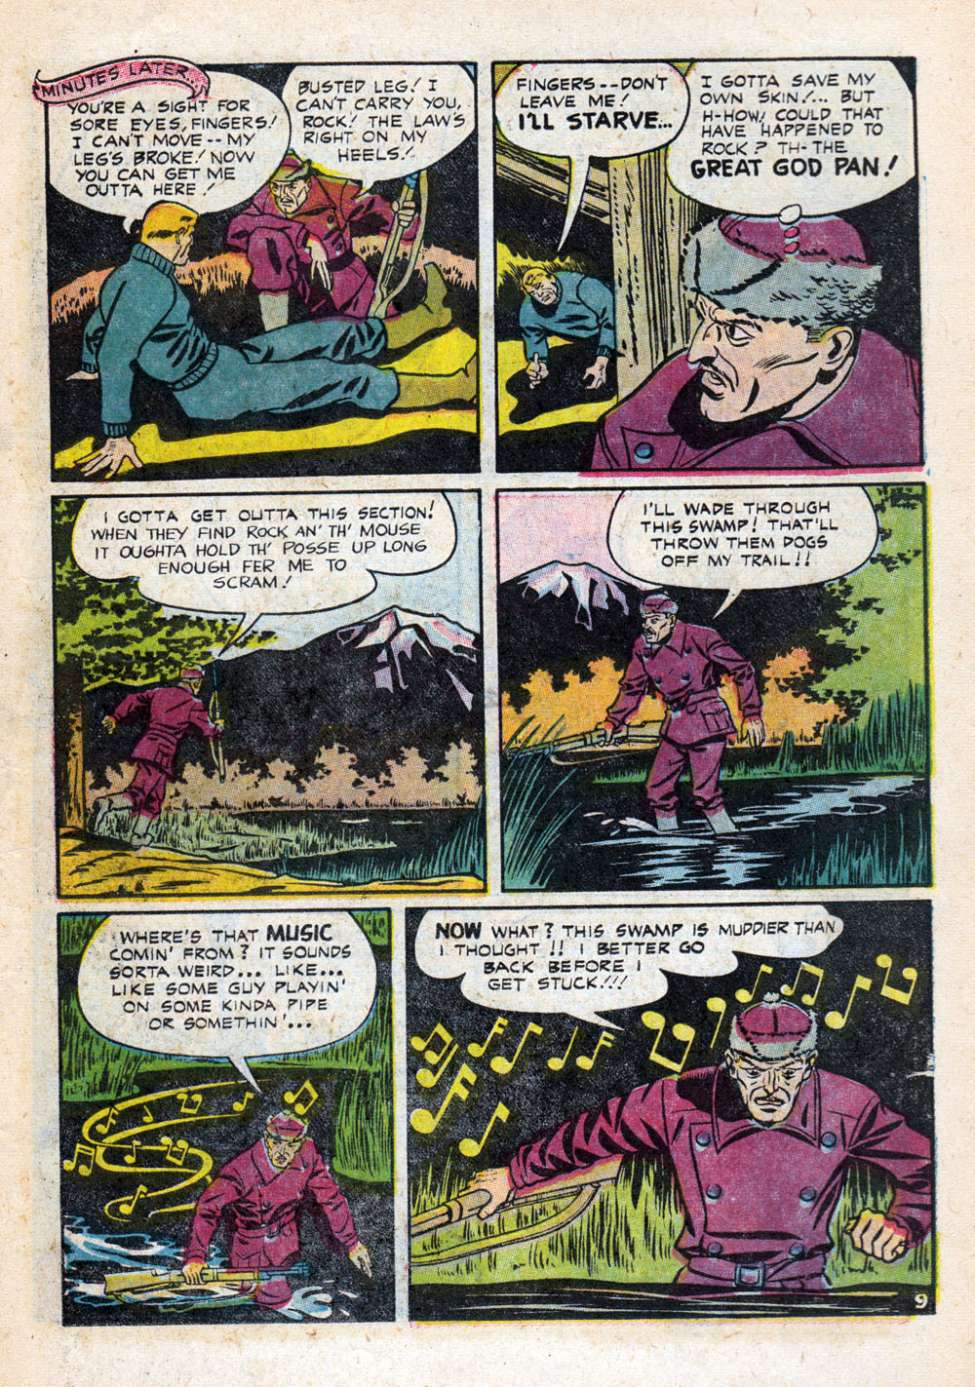 MINUTES LATER...
YOU'RE A SIGHT FOR
SORE EYES, FINGERS!
I CAN'T MOVE-- MY
LEG'S BROKE! NOW
YOU CAN GET ME
OUTTA HERE!
BUSTED LEG! I
CAN'T CARRY YOU,
ROCK! THE LAW'S
RIGHT ON MY
HEELS!
FINGERS--DON'T
LEAVE ME!
I'LL STARVE...
I GOTTA SAVE MY
OWN SKIN!... BUT
H-HOW! COULD THAT
HAVE HAPPENED TO
ROCK? TH-THE
GREAT GOD PAN!
I GOTTA GET OUTTA THIS SECTION!
WHEN THEY FIND ROCK AN' TH' MOUSE
IT OUGHTA HOLD TH' POSSE UP LONG
ENOUGH FER ME TO
SCRAM!
I'LL WADE THROUGH
THIS SWAMP! THAT'LL
THROW THEM DOGS
OFF MY TRAIL!!
WHERE'S THAT MUSIC
COMIN' FROM? IT SOUNDS
SORTA WEIRD... LIKE...
LIKE SOME GUY PLAYIN'
ON SOME KINDA PIPE
OR SOMETHIN'...
NOW WHAT? THIS SWAMP IS MUDDIER THAN
I THOUGHT!! I BETTER GO
BACK BEFORE I
GET STUCK!!!
9